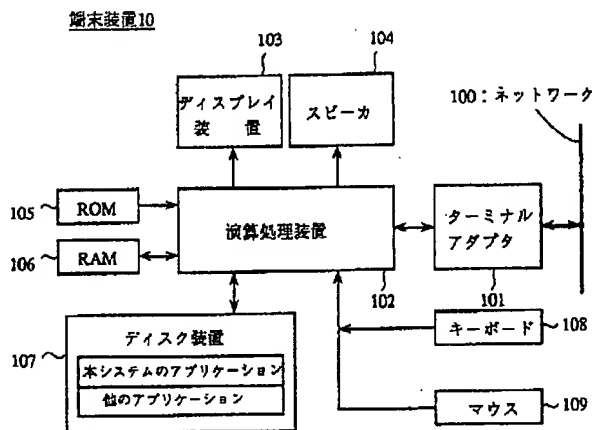 端末装置10
103
104
ディスプレイ
装 置
スピーカ
100：ネットワーク
105
ROM
106
RAM
演算処理装置
102
ターミナル
アダプタ
101
107
ディスク装置
本システムのアプリケーション
他のアプリケーション
キーボード
108
マウス
109